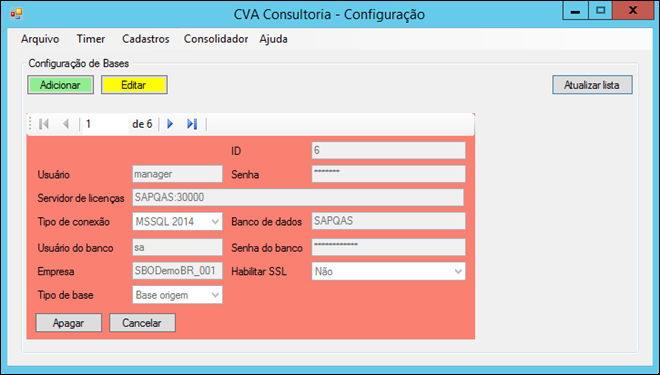 CVA Consultoria - Configuração
Arquivo Timer Cadastros Consolidador Ajuda
Configuração de Bases
Adicionar Editar Atualizar lista
1 de 6
ID 6
Usuário manager Senha *******
Servidor de licenças SAPQAS:30000
Tipo de conexão MSSQL 2014 Banco de dados SAPQAS
Usuário do banco sa Senha do banco ************
Empresa SBODemoBR_001 Habilitar SSL Não
Tipo de base Base origem
Apagar Cancelar